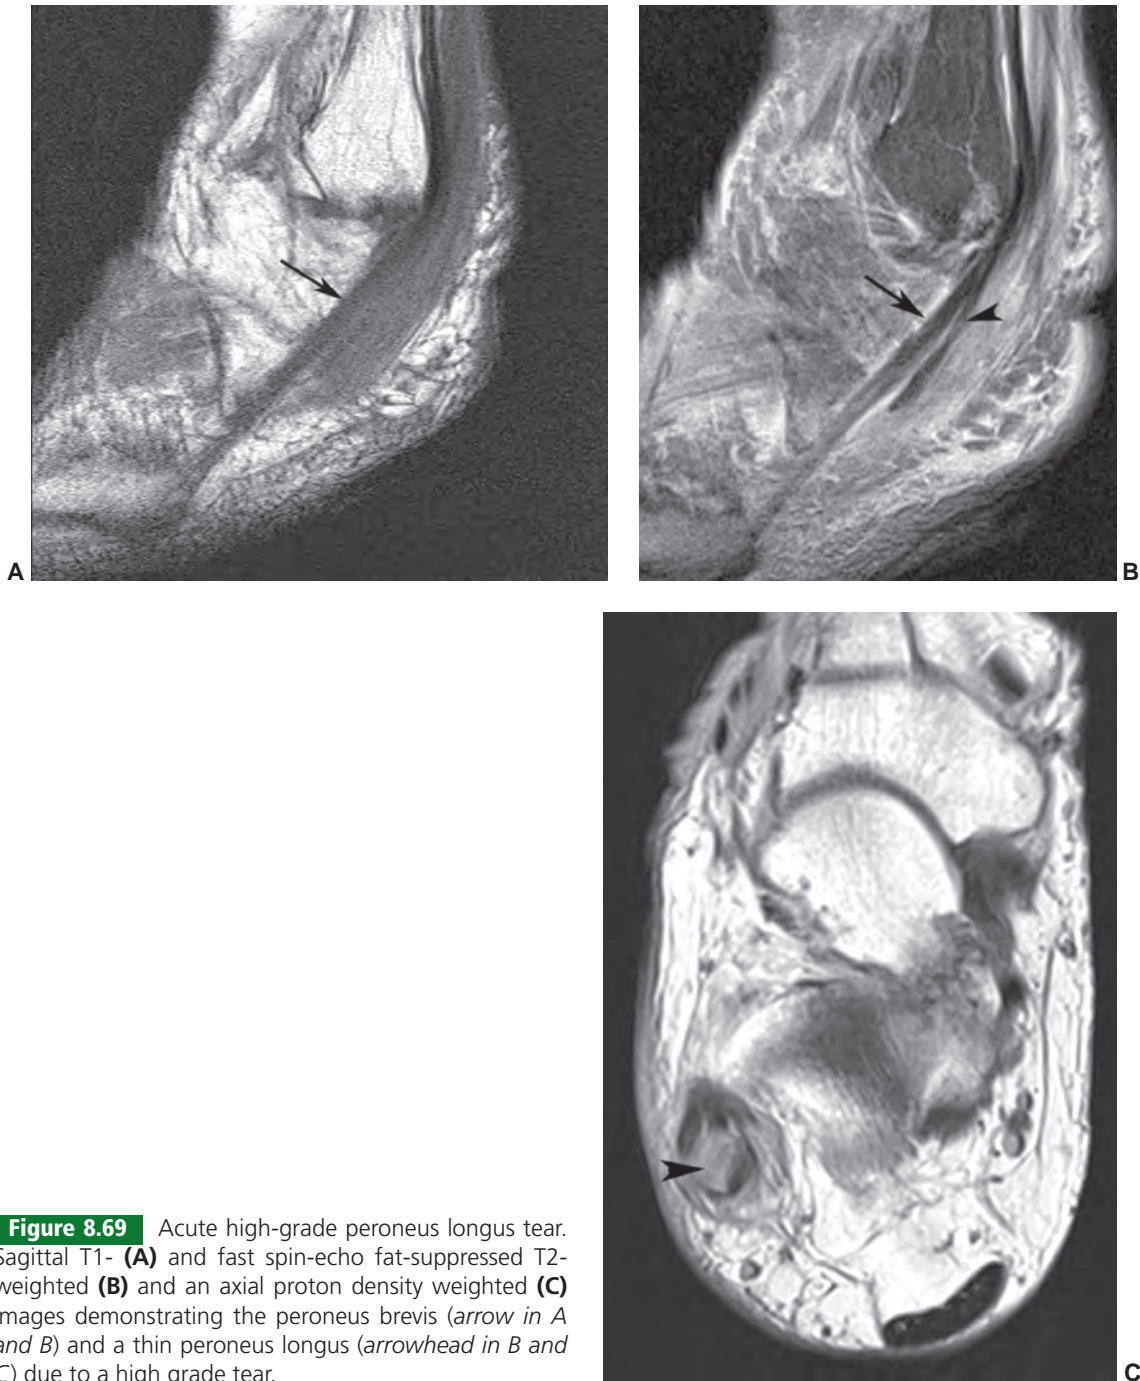 A
B
C
Figure 8.69 Acute high-grade peroneus longus tear.
Sagittal T1- (A) and fast spin-echo fat-suppressed T2-
weighted (B) and an axial proton density weighted (C)
images demonstrating the peroneus brevis (arrow in A
and B) and a thin peroneus longus (arrowhead in B and
C) due to a high grade tear.